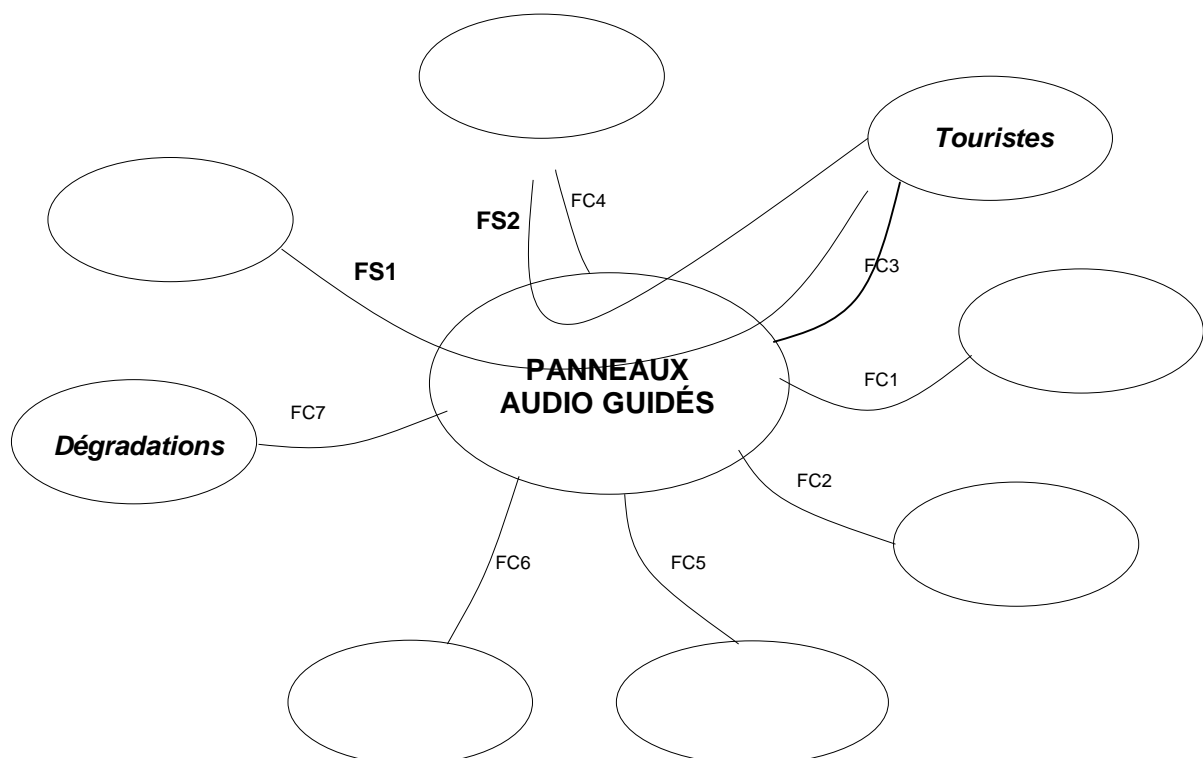 Touristes
FC4
FS2
FS1
FC3
PANNEAUX
AUDIO GUIDÉS
FC1
FC7
Dégradations
FC2
FC6
FC5